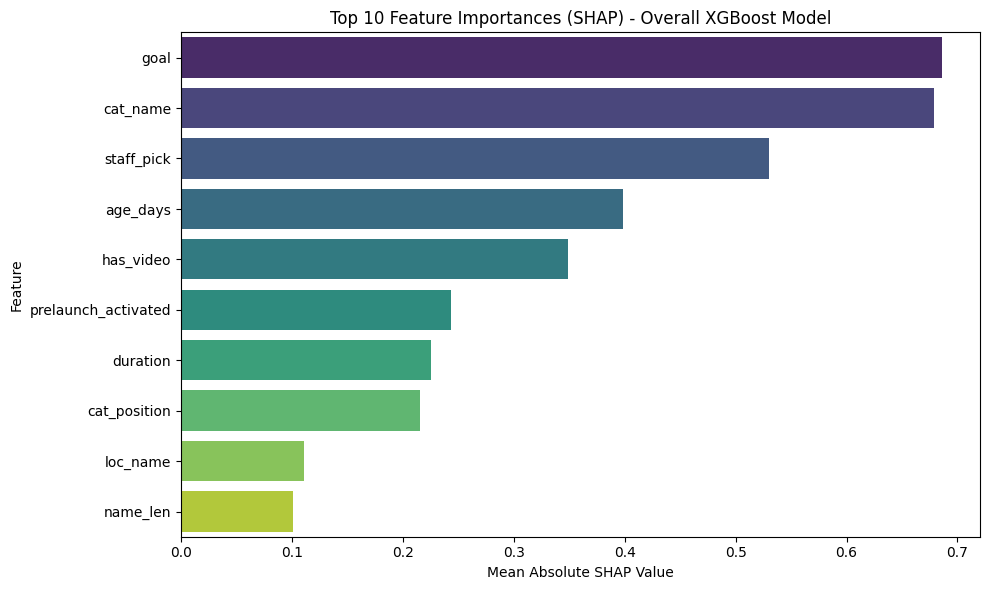 Top 10 Feature Importances (SHAP) - Overall XGBoost Model
Feature
goal
cat_name
staff_pick
age_days
has_video
prelaunch_activated
duration
cat_position
loc_name
name_len
0.0 0.1 0.2 0.3 0.4 0.5 0.6 0.7
Mean Absolute SHAP Value